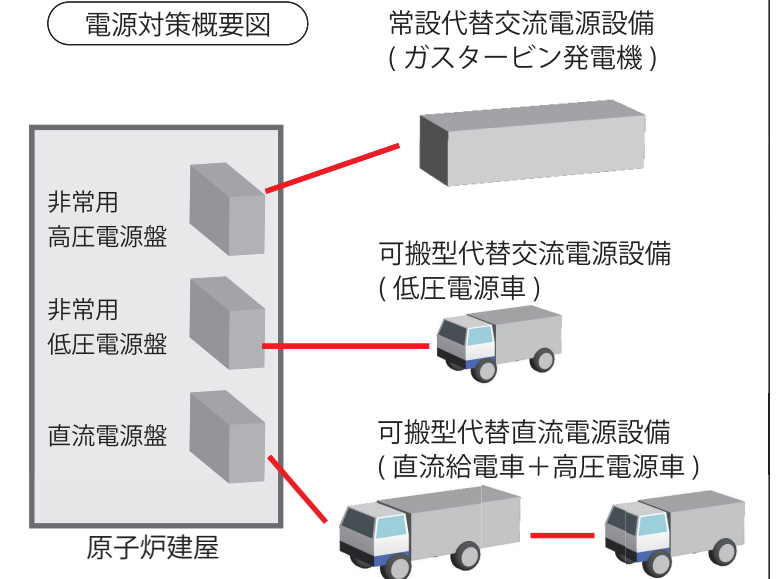 電源対策概要図
常設代替交流電源設備
(ガスタービン発電機)
非常用
高圧電源盤
可搬型代替交流電源設備
(低圧電源車)
非常用
低圧電源盤
直流電源盤
可搬型代替直流電源設備
(直流給電車＋高圧電源車)
原子炉建屋